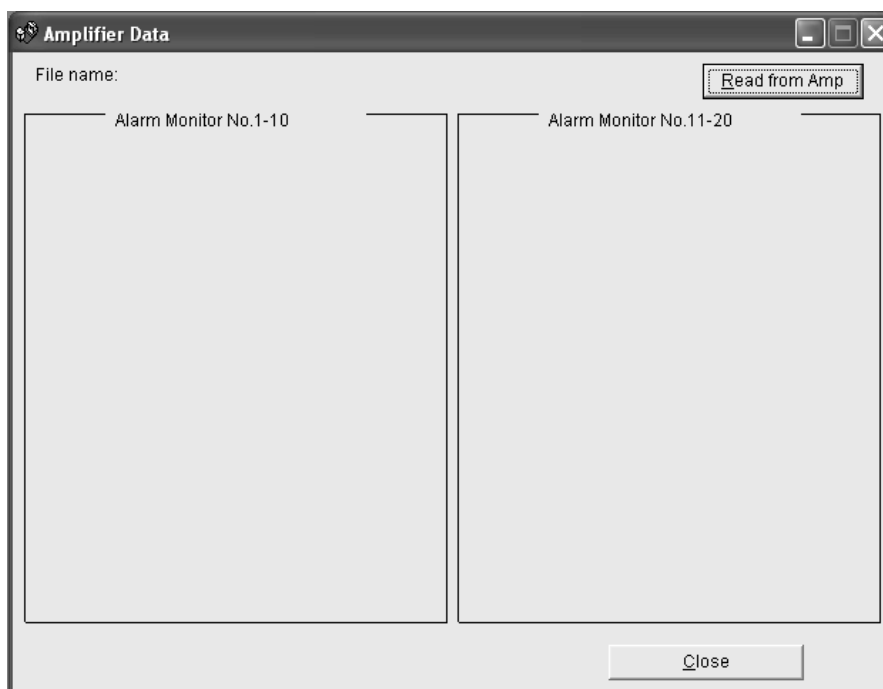 Amplifier Data
File name:
Read from Amp
Alarm Monitor No.1-10
Alarm Monitor No.11-20
Close